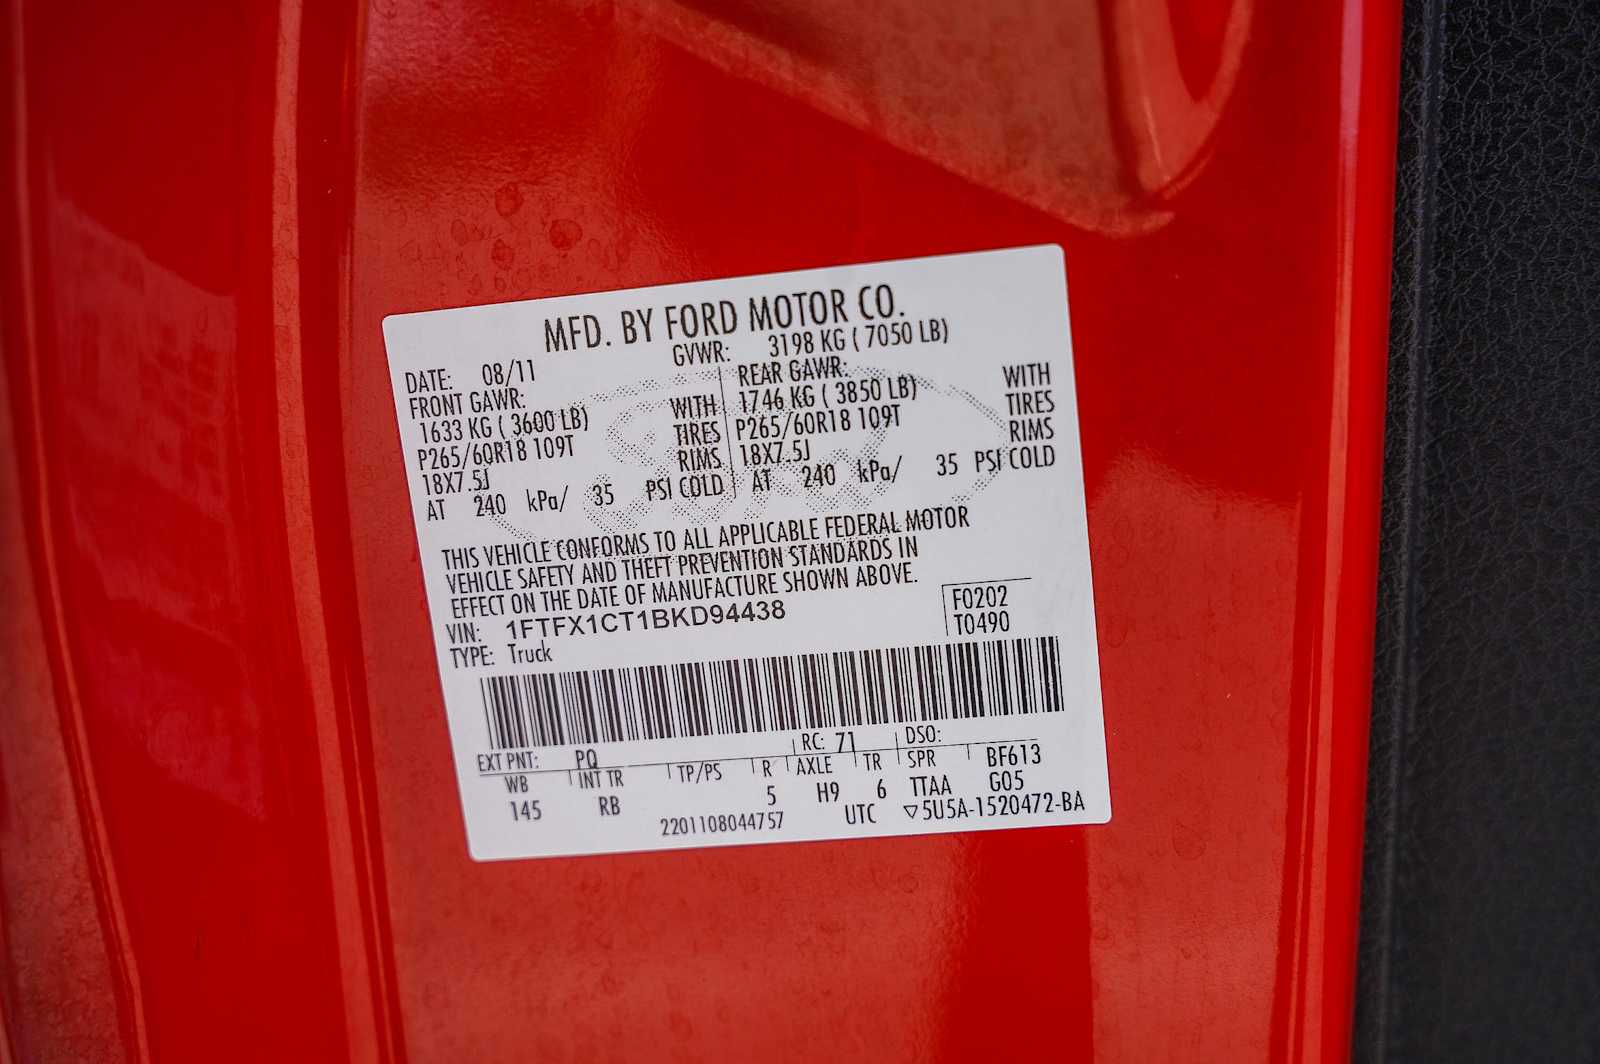 MFD. BY FORD MOTOR CO.
DATE: 08/11 GVWR: 3198 KG ( 7050 LB)
FRONT GAWR: REAR GAWR:
1633 KG ( 3600 LB) WITH 1746 KG ( 3850 LB) WITH
P265/60R18 109T TIRES P265/60R18 109T TIRES
18X7.5J RIMS 18X7.5J RIMS
AT 240 kPa/ 35 PSI COLD AT 240 kPa/ 35 PSI COLD
THIS VEHICLE CONFORMS TO ALL APPLICABLE FEDERAL MOTOR
VEHICLE SAFETY AND THEFT PREVENTION STANDARDS IN
EFFECT ON THE DATE OF MANUFACTURE SHOWN ABOVE.
VIN: 1FTFX1CT1BKD94438 F0202
TYPE: Truck T0490
EXT PNT: PQ RC: 71 DSO:
WB INT TR TP/PS R AXLE TR SPR BF613
145 RB 5 H9 6 TTAA G05
2201108044757 UTC ▽5U5A-1520472-BA